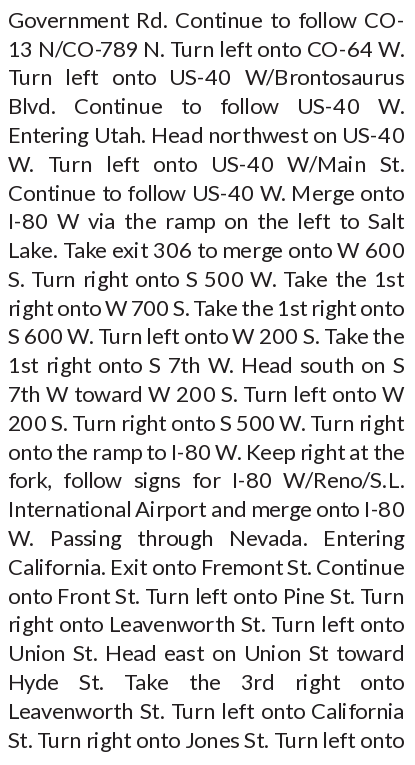 Government Rd. Continue to follow CO-
13 N/CO-789 N. Turn left onto CO-64 W.
Turn left onto US-40 W/Brontosaurus
Blvd. Continue to follow US-40 W.
Entering Utah. Head northwest on US-40
W. Turn left onto US-40 W/Main St.
Continue to follow US-40 W. Merge onto
I-80 W via the ramp on the left to Salt
Lake. Take exit 306 to merge onto W 600
S. Turn right onto S 500 W. Take the 1st
right onto W 700 S. Take the 1st right onto
S 600 W. Turn left onto W 200 S. Take the
1st right onto S 7th W. Head south on S
7th W toward W 200 S. Turn left onto W
200 S. Turn right onto S 500 W. Turn right
onto the ramp to I-80 W. Keep right at the
fork, follow signs for I-80 W/Reno/S.L.
International Airport and merge onto I-80
W. Passing through Nevada. Entering
California. Exit onto Fremont St. Continue
onto Front St. Turn left onto Pine St. Turn
right onto Leavenworth St. Turn left onto
Union St. Head east on Union St toward
Hyde St. Take the 3rd right onto
Leavenworth St. Turn left onto California
St. Turn right onto Jones St. Turn left onto